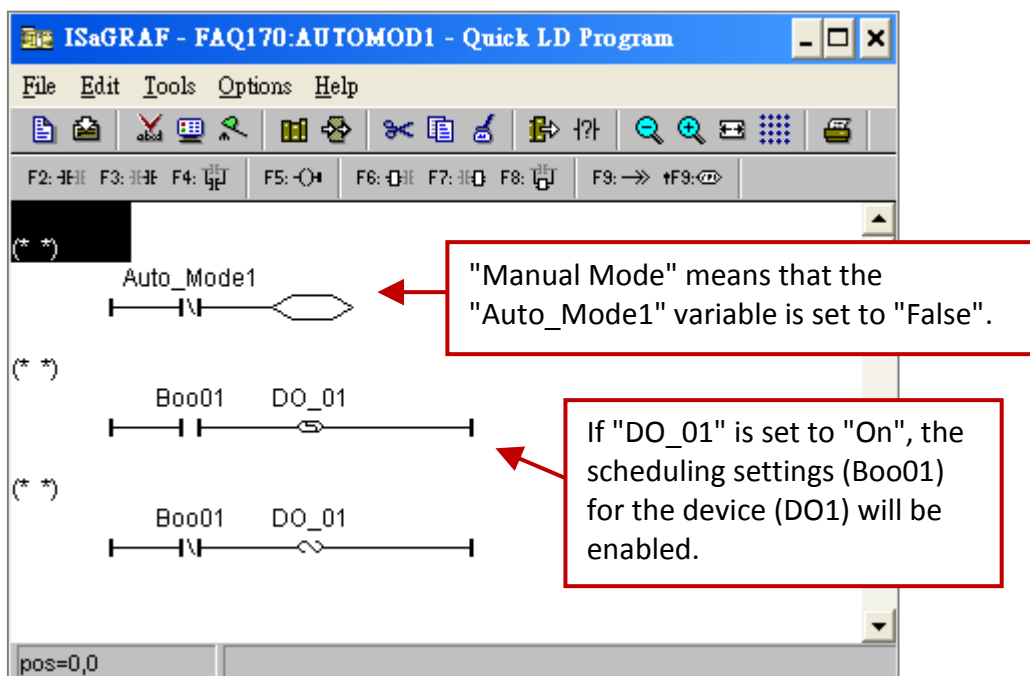 ISaGRAF - FAQ170:AUTOMOD1 - Quick LD Program
File Edit Tools Options Help
F2: F3: F4: F5: F6: F7: F8: F9: F9:
(* *)
Auto_Mode1
"Manual Mode" means that the
"Auto_Mode1" variable is set to "False".
(* *)
Boo01 DO_01
If "DO_01" is set to "On", the
scheduling settings (Boo01)
for the device (DO1) will be
enabled.
(* *)
Boo01 DO_01
pos=0,0